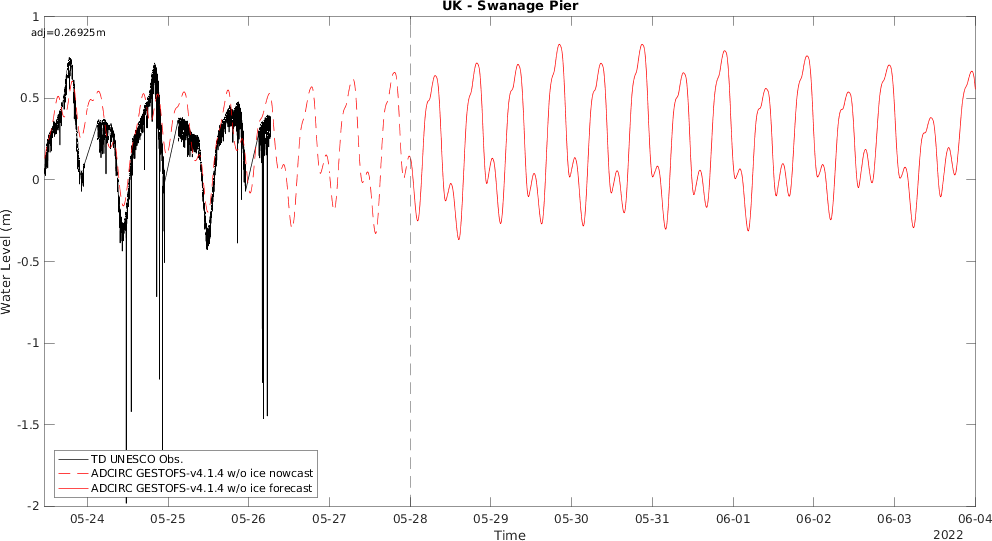 UK - Swanage Pier
adj=0.26925m
1
0.5
0
-0.5
-1
-1.5
-2
Water Level (m)
TD UNESCO Obs.
ADCIRC GESTOFS-v4.1.4 w/o ice nowcast
ADCIRC GESTOFS-v4.1.4 w/o ice forecast
05-24 05-25 05-26 05-27 05-28 05-29 05-30 05-31 06-01 06-02 06-03 06-04
Time
2022